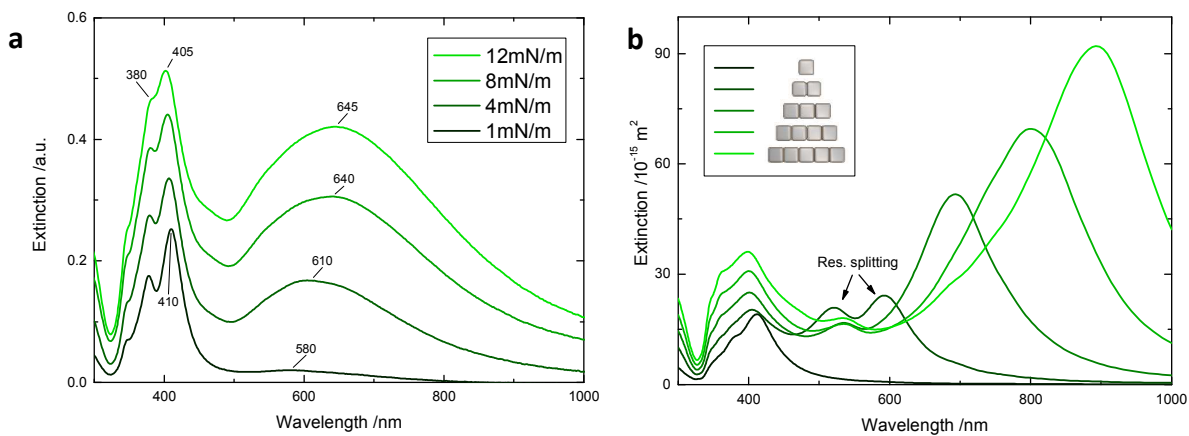 a
Extinction /a.u.
0.6
0.4
0.2
0.0
380
405
645
640
610
410
580
12mN/m
8mN/m
4mN/m
1mN/m
400
600
800
1000
Wavelength /nm
b
Extinction /10⁻¹⁵ m²
90
60
30
0
Res. splitting
400
600
800
1000
Wavelength /nm